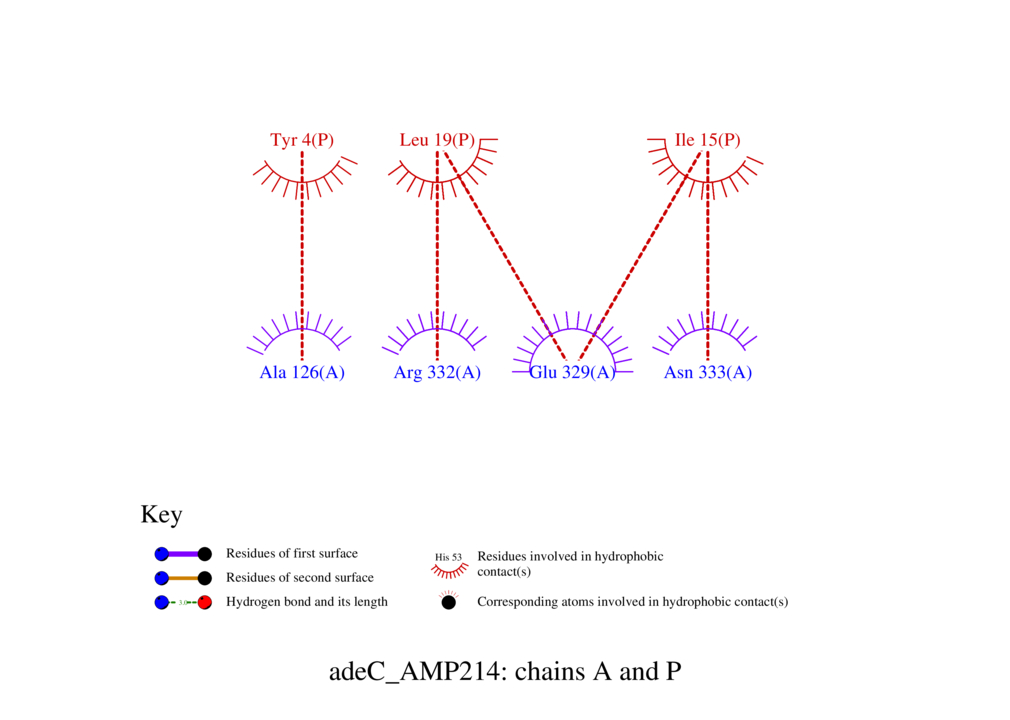 Tyr 4(P) Leu 19(P) Ile 15(P)
Ala 126(A) Arg 332(A) Glu 329(A) Asn 333(A)
Key
Residues of first surface
Residues of second surface
3.0
Hydrogen bond and its length
His 53
Residues involved in hydrophobic
contact(s)
Corresponding atoms involved in hydrophobic contact(s)
adeC_AMP214: chains A and P